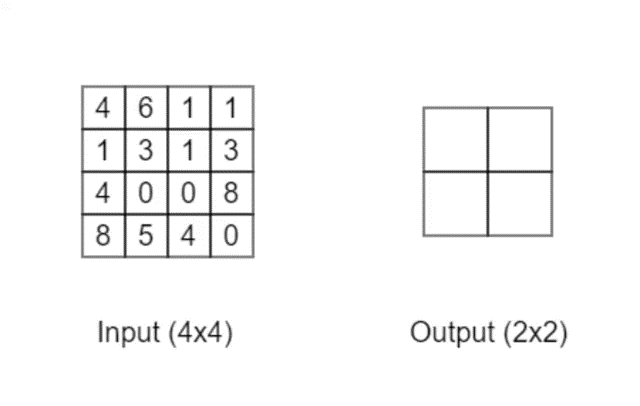 4 6 1 1
1 3 1 3
4 0 0 8
8 5 4 0
Input (4x4)
Output (2x2)